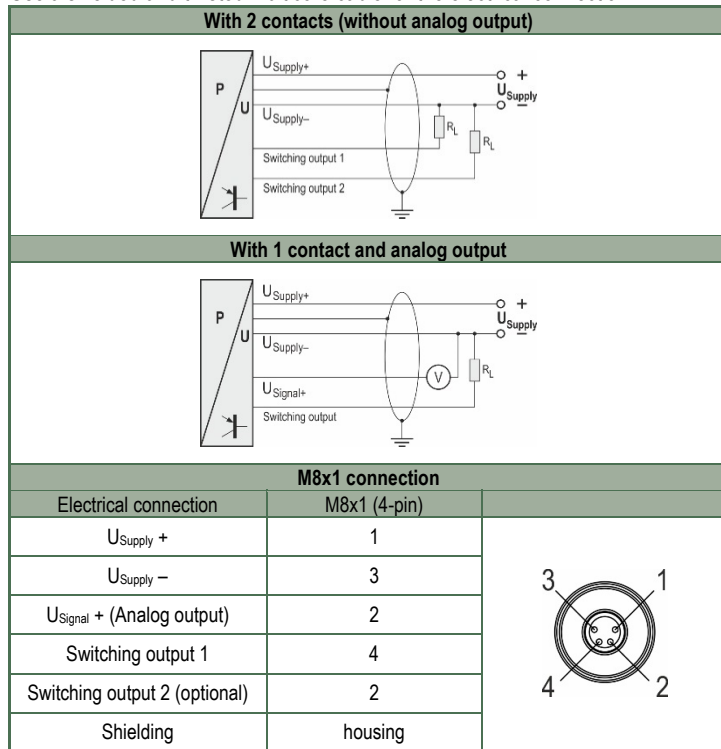 With 2 contacts (without analog output)
P
U
USupply+
USupply–
Switching output 1
Switching output 2
RL
RL
+
USupply
–
With 1 contact and analog output
P
U
USupply+
USupply–
USignal+
Switching output
V
RL
+
USupply
–
M8x1 connection
Electrical connection M8x1 (4-pin)
USupply + 1
USupply – 3
USignal + (Analog output) 2
Switching output 1 4
Switching output 2 (optional) 2
Shielding housing
3 1
4 2